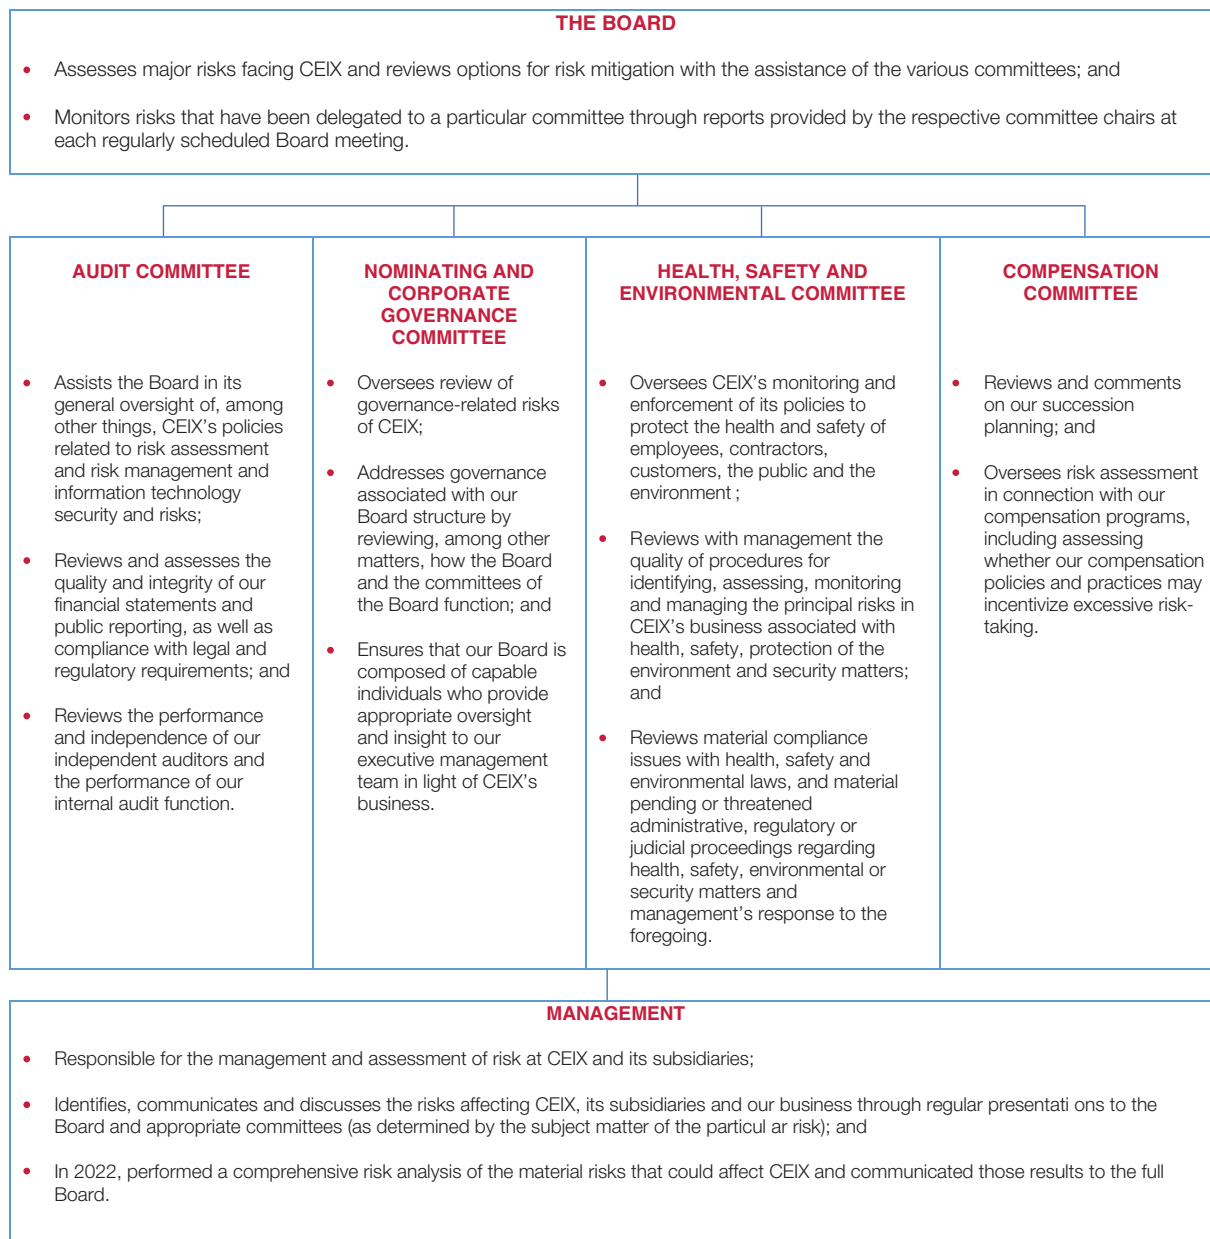 THE BOARD
• Assesses major risks facing CEIX and reviews options for risk mitigation with the assistance of the various committees; and
• Monitors risks that have been delegated to a particular committee through reports provided by the respective committee chairs at
each regularly scheduled Board meeting.
AUDIT COMMITTEE
• Assists the Board in its
general oversight of, among
other things, CEIX's policies
related to risk assessment
and risk management and
information technology
security and risks;
• Reviews and assesses the
quality and integrity of our
financial statements and
public reporting, as well as
compliance with legal and
regulatory requirements; and
• Reviews the performance
and independence of our
independent auditors and
the performance of our
internal audit function.
NOMINATING AND
CORPORATE
GOVERNANCE
COMMITTEE
• Oversees review of
governance-related risks
of CEIX;
• Addresses governance
associated with our
Board structure by
reviewing, among other
matters, how the Board
and the committees of
the Board function; and
• Ensures that our Board is
composed of capable
individuals who provide
appropriate oversight
and insight to our
executive management
team in light of CEIX's
business.
HEALTH, SAFETY AND
ENVIRONMENTAL COMMITTEE
• Oversees CEIX's monitoring and
enforcement of its policies to
protect the health and safety of
employees, contractors,
customers, the public and the
environment ;
• Reviews with management the
quality of procedures for
identifying, assessing, monitoring
and managing the principal risks in
CEIX's business associated with
health, safety, protection of the
environment and security matters;
and
• Reviews material compliance
issues with health, safety and
environmental laws, and material
pending or threatened
administrative, regulatory or
judicial proceedings regarding
health, safety, environmental or
security matters and
management's response to the
foregoing.
COMPENSATION
COMMITTEE
• Reviews and comments
on our succession
planning; and
• Oversees risk assessment
in connection with our
compensation programs,
including assessing
whether our compensation
policies and practices may
incentivize excessive risk-
taking.
MANAGEMENT
• Responsible for the management and assessment of risk at CEIX and its subsidiaries;
• Identifies, communicates and discusses the risks affecting CEIX, its subsidiaries and our business through regular presentati ons to the
Board and appropriate committees (as determined by the subject matter of the particul ar risk); and
• In 2022, performed a comprehensive risk analysis of the material risks that could affect CEIX and communicated those results to the full
Board.